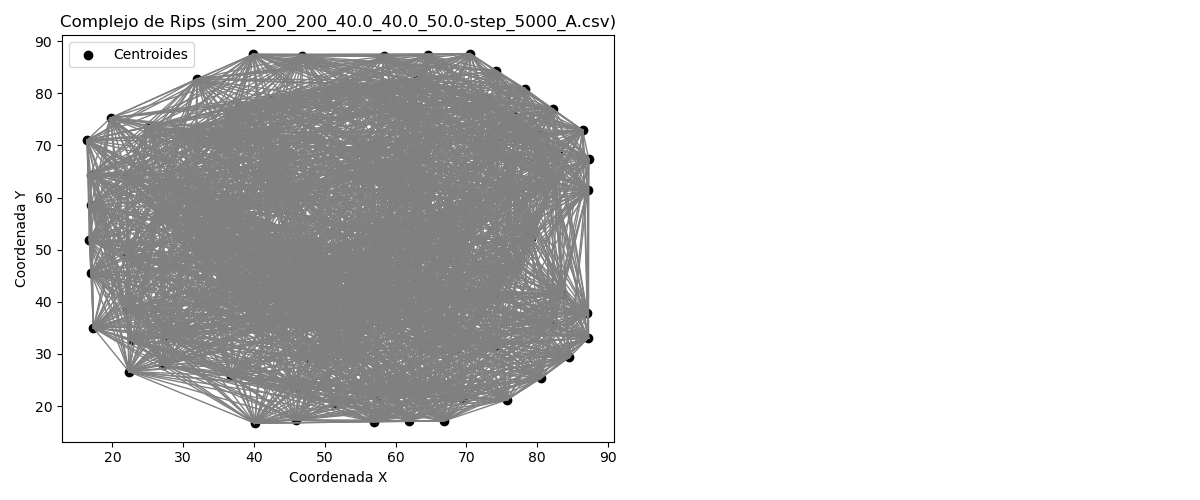 Complejo de Rips (sim_200_200_40.0_40.0_50.0-step_5000_A.csv)
Centroides
90
80
70
60
50
40
30
20
Coordenada Y
20 30 40 50 60 70 80 90
Coordenada X